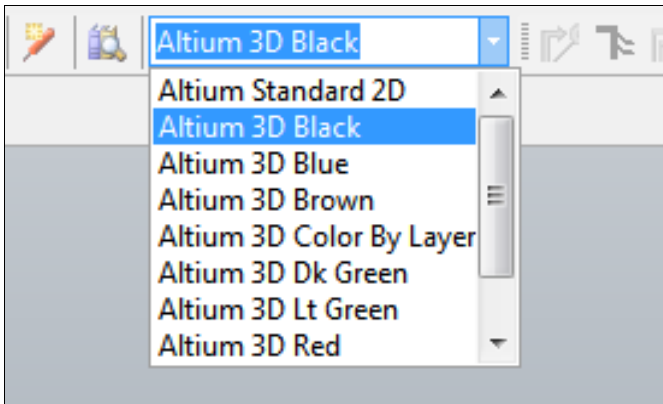 Altium 3D Black
Altium Standard 2D
Altium 3D Black
Altium 3D Blue
Altium 3D Brown
Altium 3D Color By Layer
Altium 3D Dk Green
Altium 3D Lt Green
Altium 3D Red